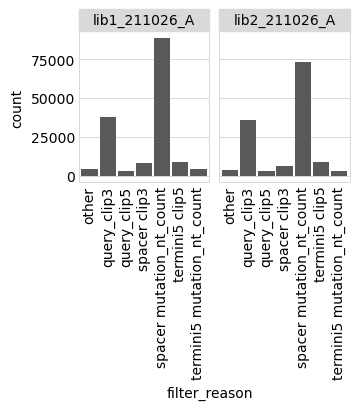 lib1_211026_A
lib2_211026_A
count
75000
50000
25000
0
other
query_clip3
query_clip5
spacer clip3
spacer mutation_nt_count
termini5 clip5
termini5 mutation_nt_count
other
query_clip3
query_clip5
spacer clip3
spacer mutation_nt_count
termini5 clip5
termini5 mutation_nt_count
filter_reason